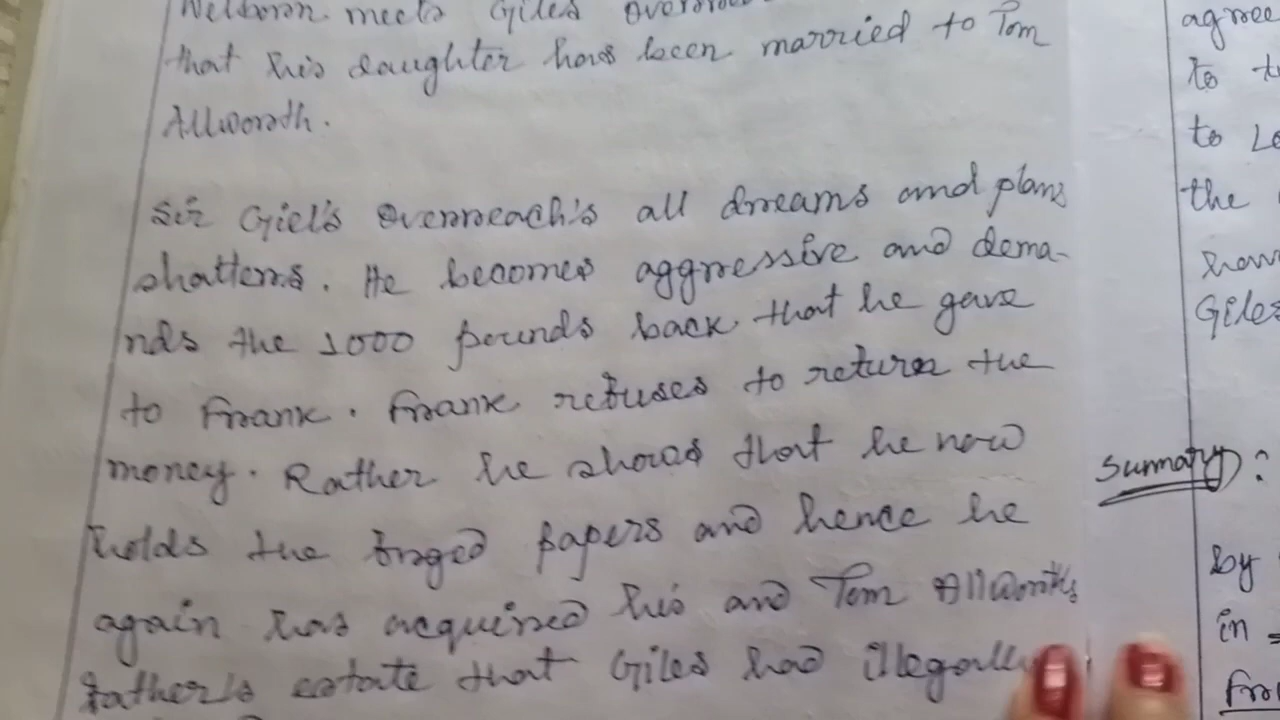 Wellborn meets Giles
that his daughter has been married to Tom
Allworth.
Sir Giel's Overreach's all dreams and plans
shatters. He becomes aggressive and dema-
nds the 1000 pounds back that he gave
to Frank. Frank refuses to return the
money. Rather he shows that he now
holds the forged papers and hence he
again has acquired his and Tom Allworth's
father's estate that Giles had illegally
agree
to
to
the
Giles
Summary:
by
in